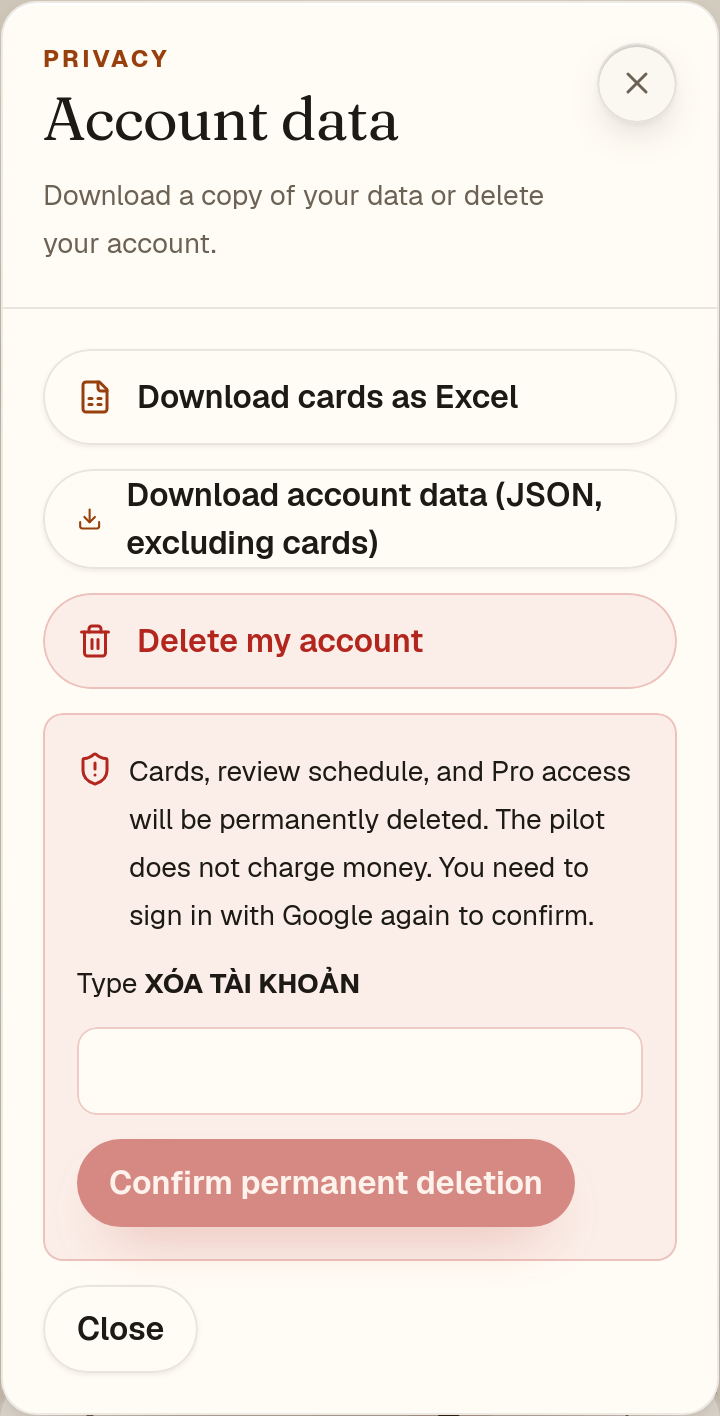 PRIVACY
Account data
Download a copy of your data or delete
your account.
Download cards as Excel
Download account data (JSON,
excluding cards)
Delete my account
Cards, review schedule, and Pro access
will be permanently deleted. The pilot
does not charge money. You need to
sign in with Google again to confirm.
Type XÓA TÀI KHOẢN
Confirm permanent deletion
Close